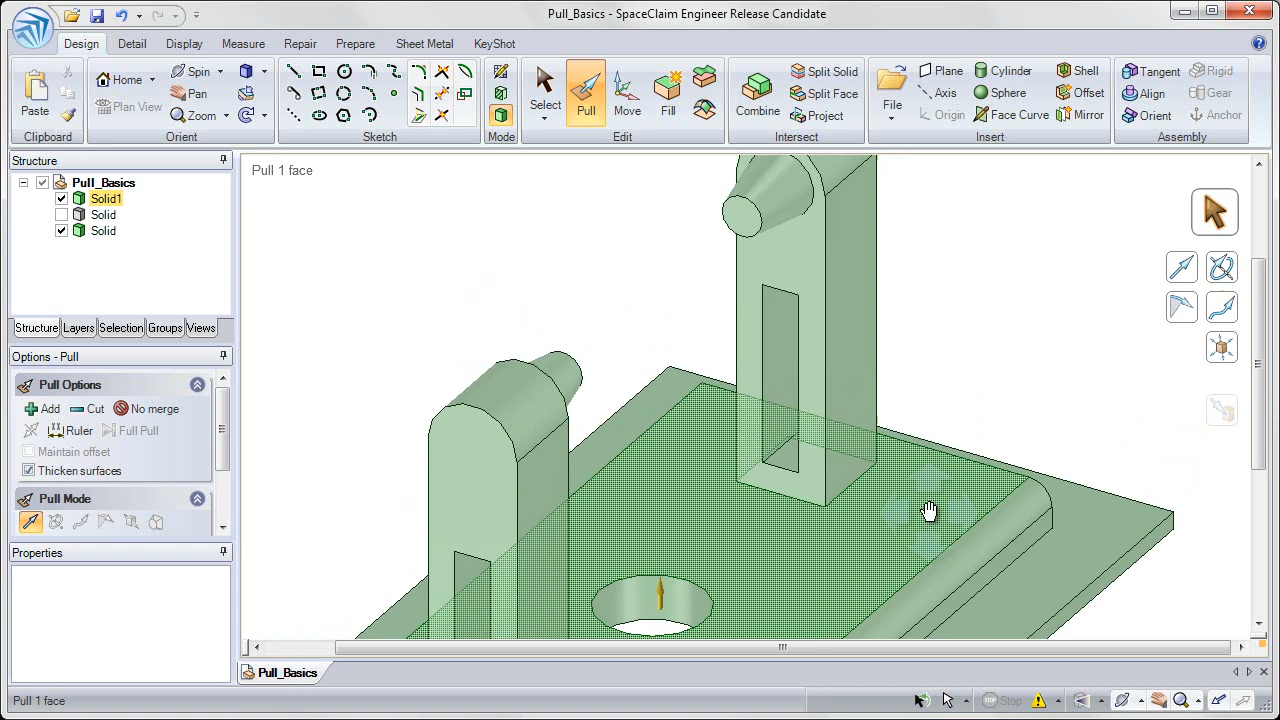 Pull_Basics - SpaceClaim Engineer Release Candidate
Design Detail Display Measure Repair Prepare Assembly Sheet Metal KeyShot
Paste
Clipboard
Home
Plan View
Spin
Pan
Zoom
Orient
Sketch
Mode
Select
Pull
Move
Fill
Edit
Combine
Split Solid
Split Face
Project
Intersect
File
Plane
Axis
Origin
Cylinder
Sphere
Face Curve
Shell
Offset
Mirror
Insert
Tangent
Align
Orient
Rigid
Gear
Anchor
Assembly
Structure
Pull_Basics
Solid1
Solid
Solid
Structure Layers Selection Groups Views
Options - Pull
Pull Options
Add Cut No merge
Ruler Full Pull
Maintain offset
Thicken surfaces
Pull Mode
Properties
Pull 1 face
Pull_Basics
Pull 1 face
Stop